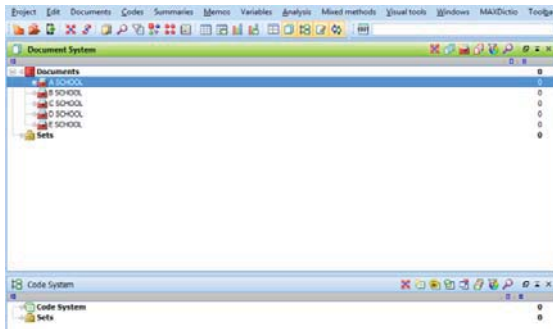 Project Edit Documents Codes Summaries Memos Variables Analysis Mixed methods Visual tools Windows MAXDictio
Document System
Documents 0
A SCHOOL 0
B SCHOOL 0
C SCHOOL 0
D SCHOOL 0
E SCHOOL 0
Sets 0
Code System
Code System 0
Sets 0